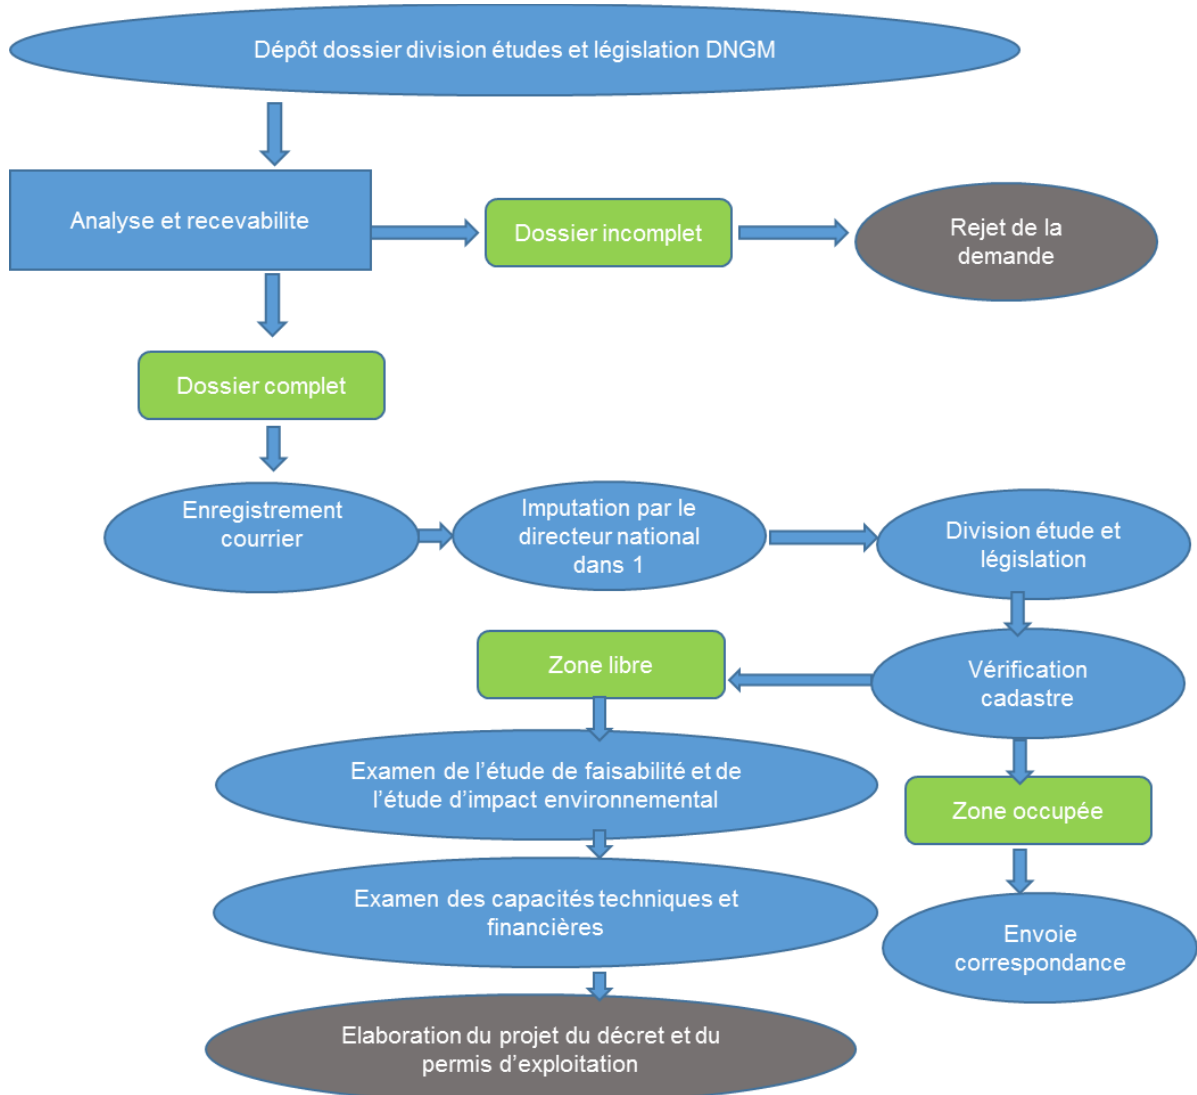 Dépôt dossier division études et législation DNGM
Analyse et recevabilite
Dossier incomplet
Rejet de la
demande
Dossier complet
Enregistrement
courrier
Imputation par le
directeur national
dans 1
Division étude et
législation
Zone libre
Vérification
cadastre
Examen de l’étude de faisabilité et de
l’étude d’impact environnemental
Zone occupée
Examen des capacités techniques et
financières
Envoie
correspondance
Elaboration du projet du décret et du
permis d’exploitation